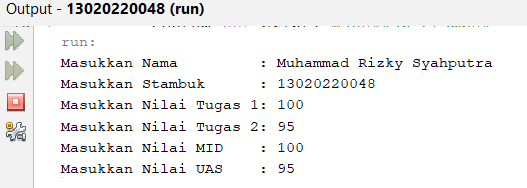 Output - 13020220048 (run)
run:
Masukkan Nama          : Muhammad Rizky Syahputra
Masukkan Stambuk       : 13020220048
Masukkan Nilai Tugas 1: 100
Masukkan Nilai Tugas 2: 95
Masukkan Nilai MID     : 100
Masukkan Nilai UAS     : 95